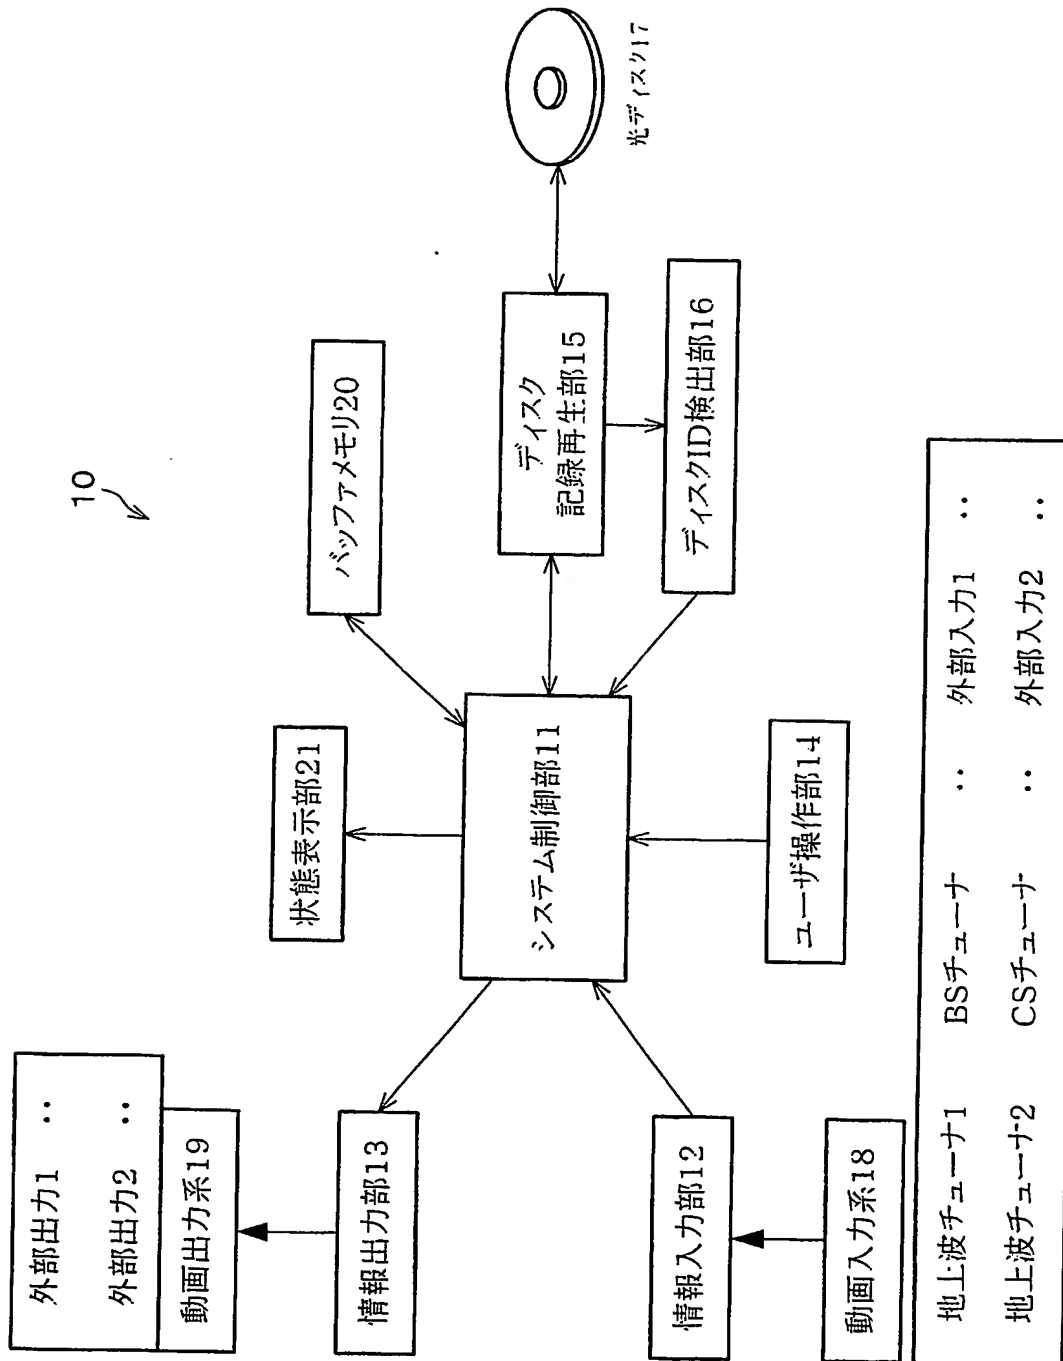 外部出力1 ‥
外部出力2 ‥
動画出力系19
10
状態表示部21
バッファメモリ20
情報出力部13
システム制御部11
ディスク
記録再生部15
光ディスク17
情報入力部12
ディスクID検出部16
ユーザ操作部14
動画入力系18
地上波チューナ1 BSチューナ ‥ 外部入力1 ‥
地上波チューナ2 CSチューナ ‥ 外部入力2 ‥